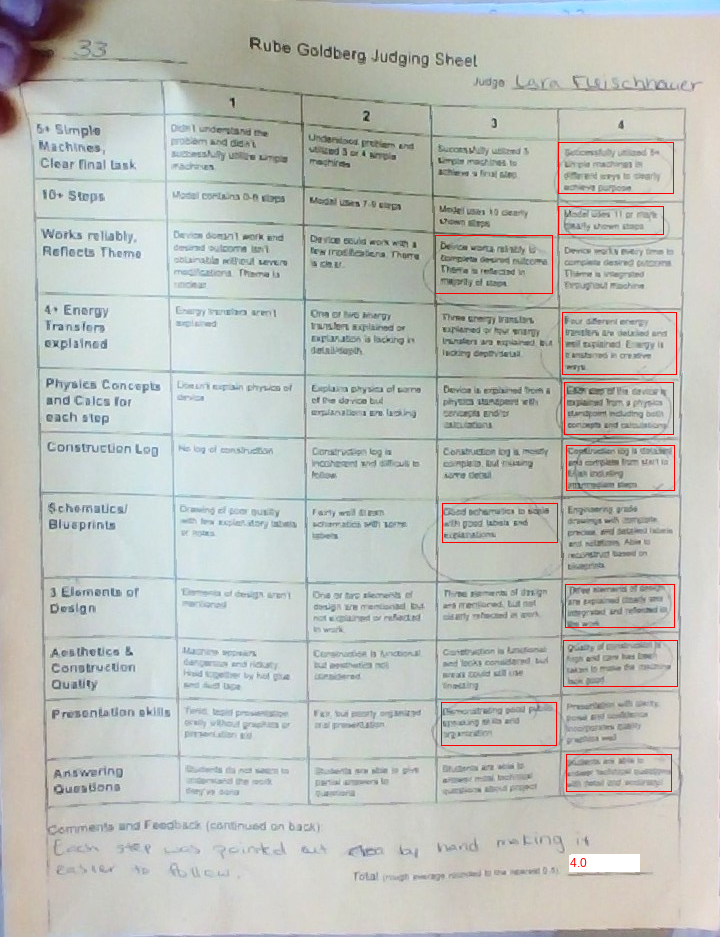 33
Rube Goldberg Judging Sheet
Judge Lara Fleischhauer
1 2 3 4
5+ Simple Machines, Clear final task
Didn't understand the problem and didn't successfully utilize simple machines.
Understood problem and utilized 3 or 4 simple machines
Successfully utilized 5 simple machines to achieve a final step.
Successfully utilized 5+ simple machines in different ways to clearly achieve purpose
10+ Steps
Model contains 0-6 steps
Model uses 7-9 steps
Model uses 10 clearly shown steps
Model uses 11 or more clearly shown steps
Works reliably, Reflects Theme
Device doesn't work and desired outcome isn't obtainable without severe modifications. Theme is unclear
Device could work with a few modifications. Theme is clear.
Device works reliably to complete desired outcome. Theme is reflected in majority of steps
Device works every time to complete desired outcome. Theme is integrated throughout machine
4+ Energy Transfers explained
Energy transfers aren't explained
One or two energy transfers explained or explanation is lacking in detail/depth.
Three energy transfers explained or four energy transfers are explained, but lacking depth/detail.
Four different energy transfers are detailed and well explained. Energy is transferred in creative ways.
Physics Concepts and Calcs for each step
Doesn't explain physics of device
Explains physics of some of the device but explanations are lacking
Device is explained from a physics standpoint with concepts and/or calculations
Each step of the device is explained from a physics standpoint including both concepts and calculations
Construction Log
No log of construction
Construction log is incoherent and difficult to follow
Construction log is mostly complete, but missing some detail
Construction log is detailed and complete from start to finish including intermediate steps
Schematics/ Blueprints
Drawing of poor quality with few explanatory labels or notes
Fairly well drawn schematics with some labels
Good schematics to scale with good labels and explanations
Engineering grade drawings with complete, precise, and detailed labels and notations. Able to reconstruct based on blueprints
3 Elements of Design
Elements of design aren't mentioned
One or two elements of design are mentioned, but not explained or reflected in work
Three elements of design are mentioned, but not clearly reflected in work
Three elements of design are explained clearly and integrated and reflected in the work
Aesthetics & Construction Quality
Machine appears dangerous and rickety. Held together by hot glue and duct tape
Construction is functional, but aesthetics not considered
Construction is functional and looks considered, but areas could still use finessing
Quality of construction is high and care has been taken to make the machine look good
Presentation skills
Timid, tepid presentation orally without graphics or presentation aid
Fair, but poorly organized oral presentation
Demonstrating good public speaking skills and organization
Presentation with clarity, poise and confidence incorporates quality graphics well
Answering Questions
Students do not seem to understand the work they've done
Students are able to give partial answers to questions
Students are able to answer most technical questions about project
Students are able to answer technical questions with detail and accuracy
Comments and Feedback (continued on back):
Each step was pointed out by hand making it
easier to follow.
Total (rough average rounded to the nearest 0.5) 4.0